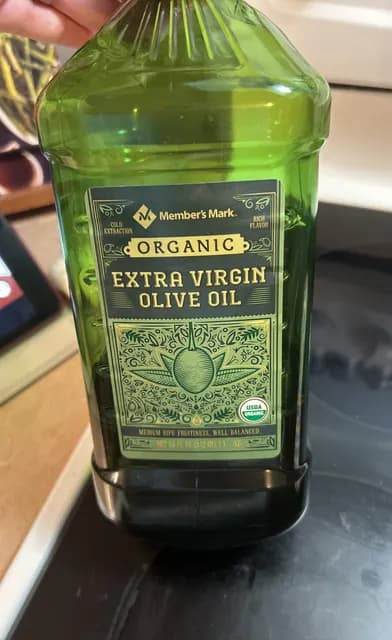 Member's Mark
COLD
EXTRACTION
RICH
FLAVOR
ORGANIC
EXTRA VIRGIN
OLIVE OIL
USDA
ORGANIC
MEDIUM RIPE FRUITINESS, WELL BALANCED